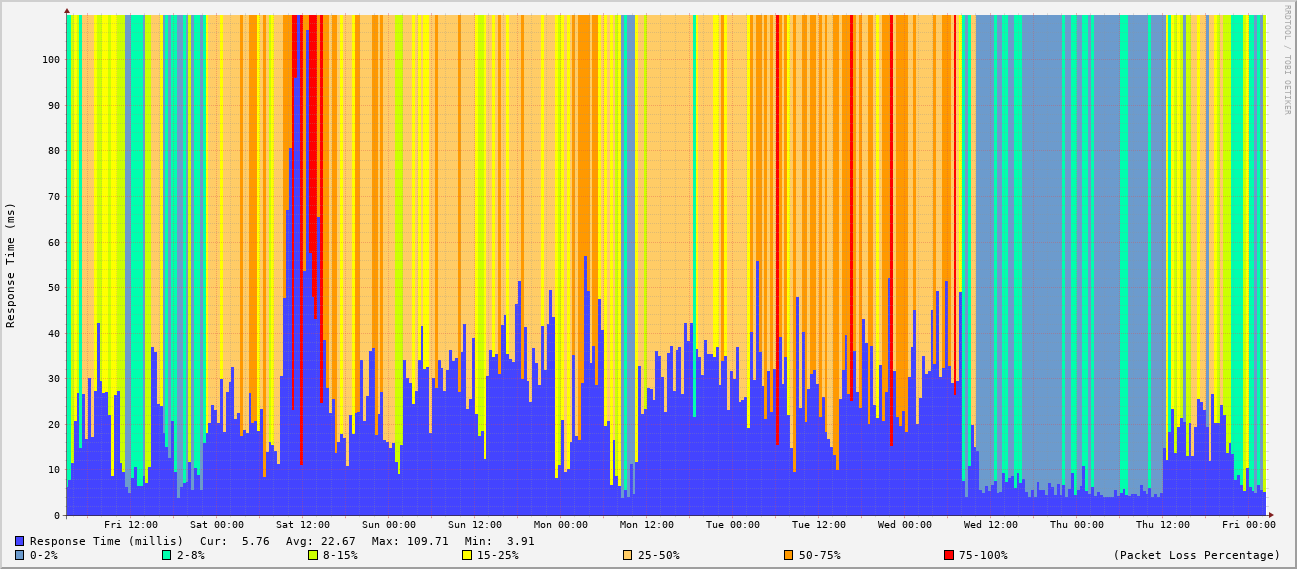 RRDTOOL / TOBI OETIKER
Response Time (ms)
100
90
80
70
60
50
40
30
20
10
0
Fri 12:00 Sat 00:00 Sat 12:00 Sun 00:00 Sun 12:00 Mon 00:00 Mon 12:00 Tue 00:00 Tue 12:00 Wed 00:00 Wed 12:00 Thu 00:00 Thu 12:00 Fri 00:00
Response Time (millis) Cur: 5.76 Avg: 22.67 Max: 109.71 Min: 3.91
0-2% 2-8% 8-15% 15-25% 25-50% 50-75% 75-100% (Packet Loss Percentage)